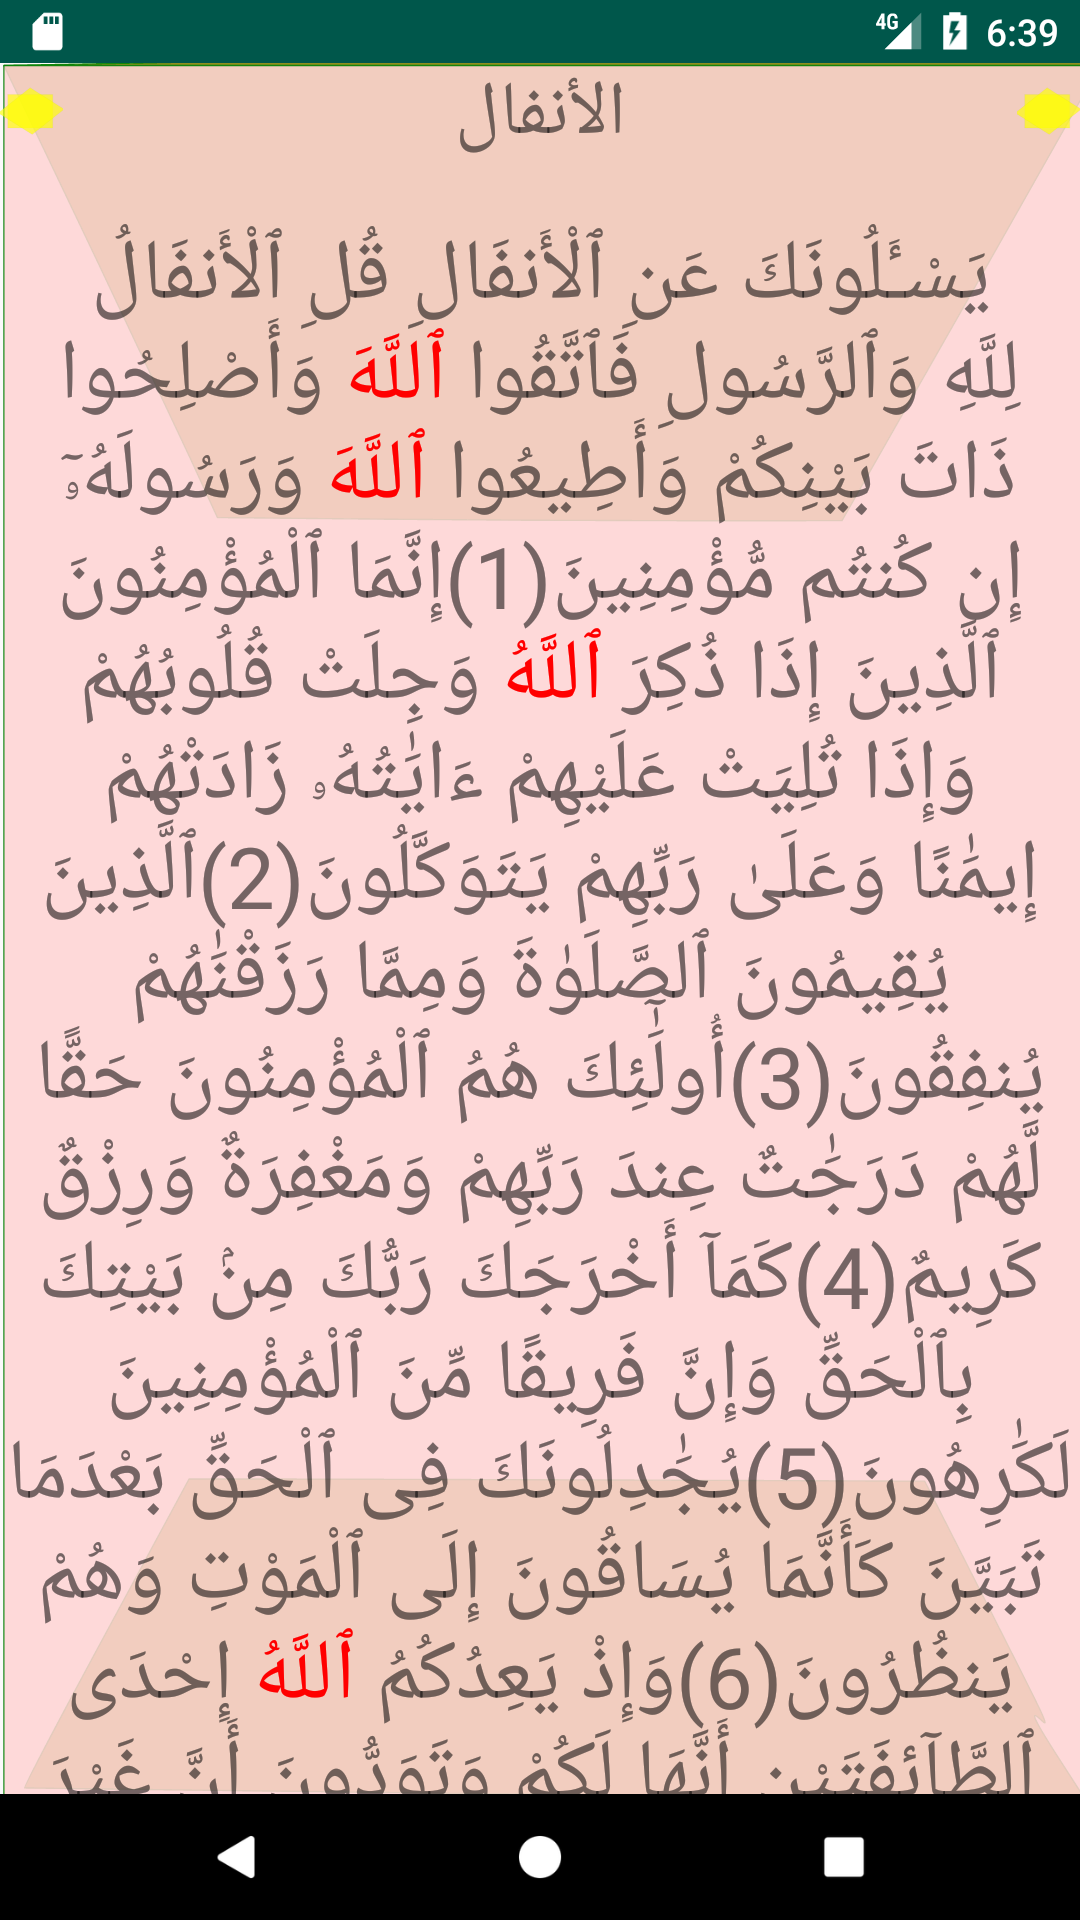 4G 6:39
الأنفال
يَسْـَٔلُونَكَ عَنِ ٱلْأَنفَالِ قُلِ ٱلْأَنفَالُ
لِلَّهِ وَٱلرَّسُولِ فَٱتَّقُوا ٱللَّهَ وَأَصْلِحُوا
ذَاتَ بَيْنِكُمْ وَأَطِيعُوا ٱللَّهَ وَرَسُولَهُۥٓ
إِن كُنتُم مُّؤْمِنِينَ(1)إِنَّمَا ٱلْمُؤْمِنُونَ
ٱلَّذِينَ إِذَا ذُكِرَ ٱللَّهُ وَجِلَتْ قُلُوبُهُمْ
وَإِذَا تُلِيَتْ عَلَيْهِمْ ءَايَٰتُهُۥ زَادَتْهُمْ
إِيمَٰنًا وَعَلَىٰ رَبِّهِمْ يَتَوَكَّلُونَ(2)ٱلَّذِينَ
يُقِيمُونَ ٱلصَّلَوٰةَ وَمِمَّا رَزَقْنَٰهُمْ
يُنفِقُونَ(3)أُولَٰٓئِكَ هُمُ ٱلْمُؤْمِنُونَ حَقًّا
لَّهُمْ دَرَجَٰتٌ عِندَ رَبِّهِمْ وَمَغْفِرَةٌ وَرِزْقٌ
كَرِيمٌ(4)كَمَآ أَخْرَجَكَ رَبُّكَ مِنۢ بَيْتِكَ
بِٱلْحَقِّ وَإِنَّ فَرِيقًا مِّنَ ٱلْمُؤْمِنِينَ
لَكَٰرِهُونَ(5)يُجَٰدِلُونَكَ فِى ٱلْحَقِّ بَعْدَمَا
تَبَيَّنَ كَأَنَّمَا يُسَاقُونَ إِلَى ٱلْمَوْتِ وَهُمْ
يَنظُرُونَ(6)وَإِذْ يَعِدُكُمُ ٱللَّهُ إِحْدَى
ٱلطَّآئِفَتَيْنِ أَنَّهَا لَكُمْ وَتَوَدُّونَ أَنَّ غَيْرَ